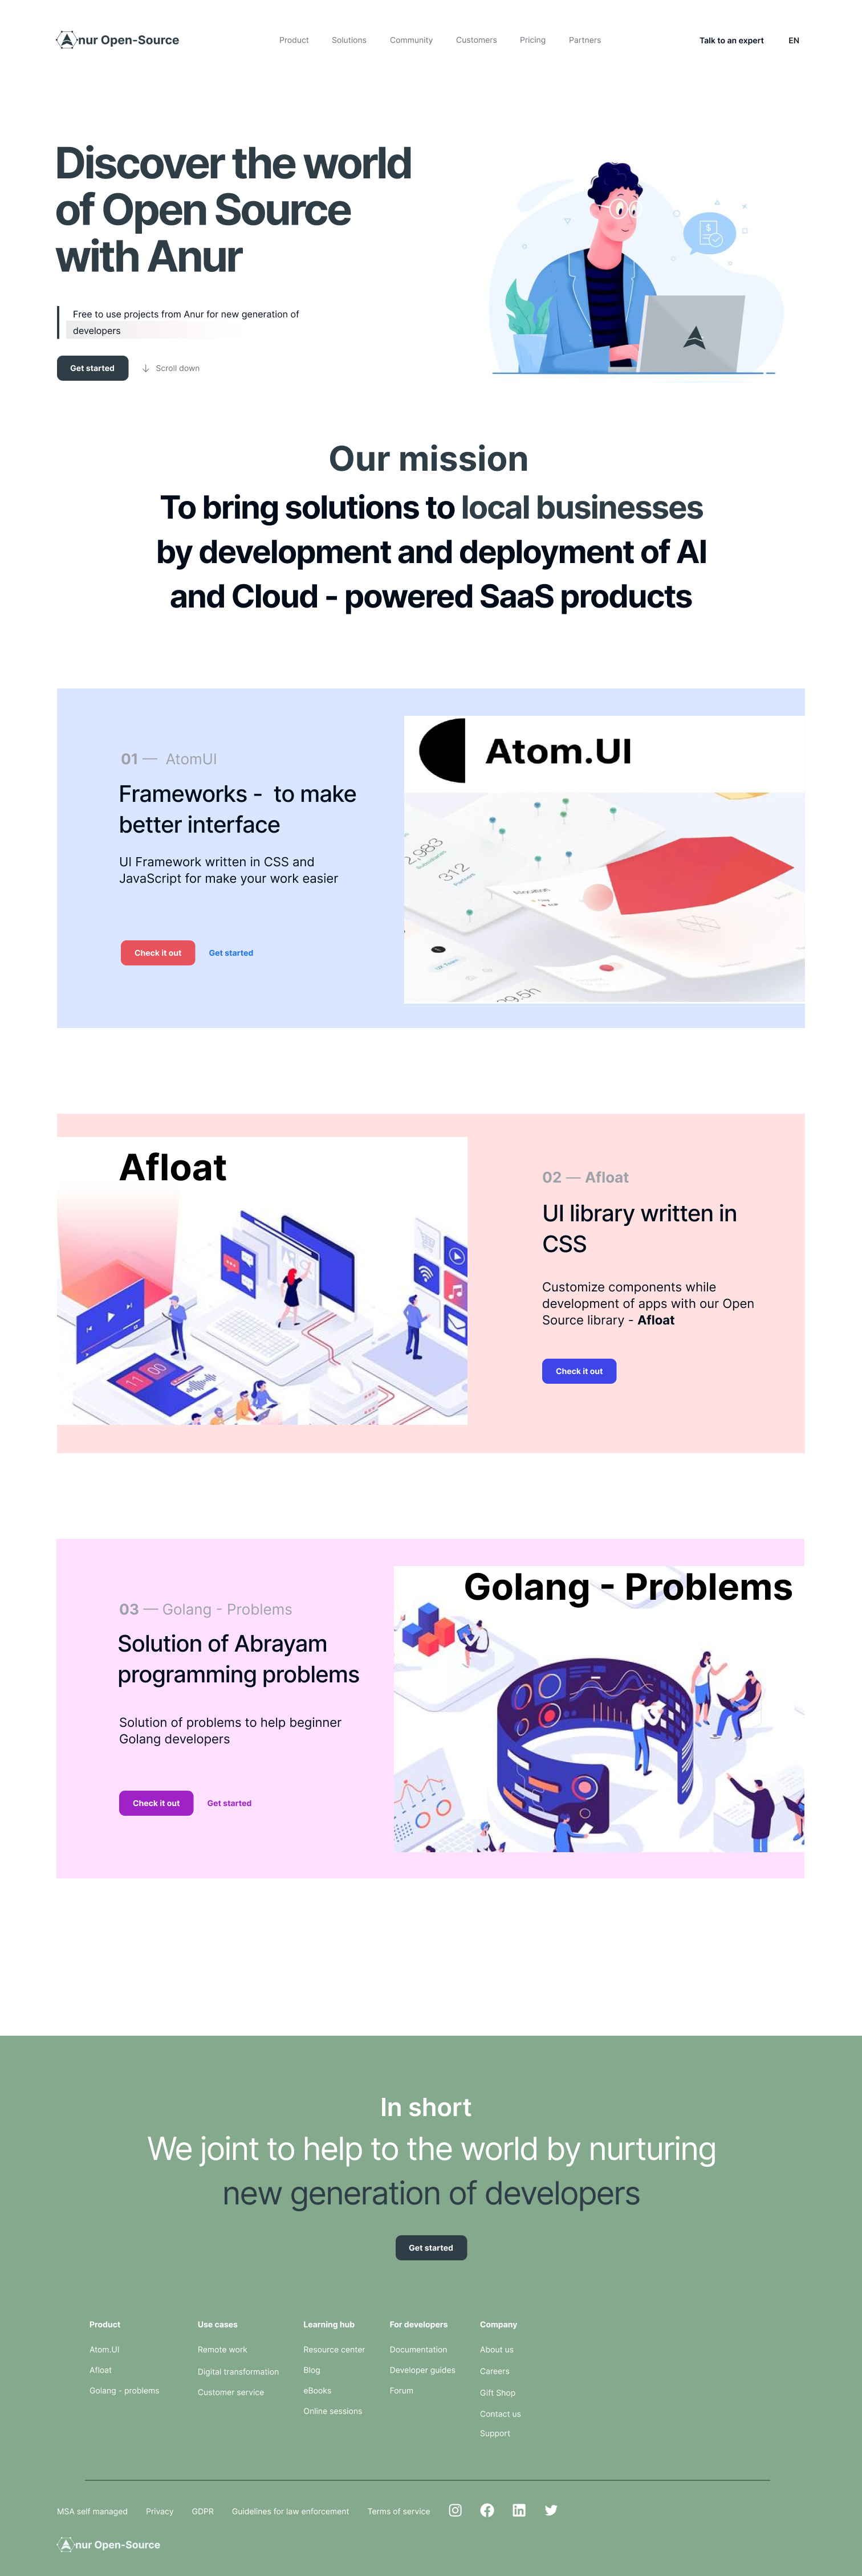 Anur Open-Source
Product Solutions Community Customers Pricing Partners
Talk to an expert EN
Discover the world
of Open Source
with Anur
Free to use projects from Anur for new generation of
developers
Get started
Scroll down
Our mission
To bring solutions to local businesses
by development and deployment of AI
and Cloud - powered SaaS products
01 — AtomUI
Frameworks - to make
better interface
UI Framework written in CSS and
JavaScript for make your work easier
Check it out
Get started
Atom.UI
2,983
312
Afloat
11 00
02 — Afloat
UI library written in
CSS
Customize components while
development of apps with our Open
Source library - Afloat
Check it out
03 — Golang - Problems
Solution of Abrayam
programming problems
Solution of problems to help beginner
Golang developers
Check it out
Get started
Golang - Problems
In short
We joint to help to the world by nurturing
new generation of developers
Get started
Product
Atom.UI
Afloat
Golang - problems
Use cases
Remote work
Digital transformation
Customer service
Learning hub
Resource center
Blog
eBooks
Online sessions
For developers
Documentation
Developer guides
Forum
Company
About us
Careers
Gift Shop
Contact us
Support
MSA self managed Privacy GDPR Guidelines for law enforcement Terms of service
Anur Open-Source